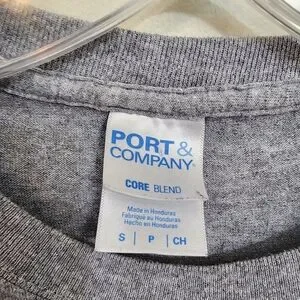 PORT &
COMPANY
CORE BLEND
Made in Honduras
Fabriqué au Honduras
Hecho en Honduras
S | P | CH